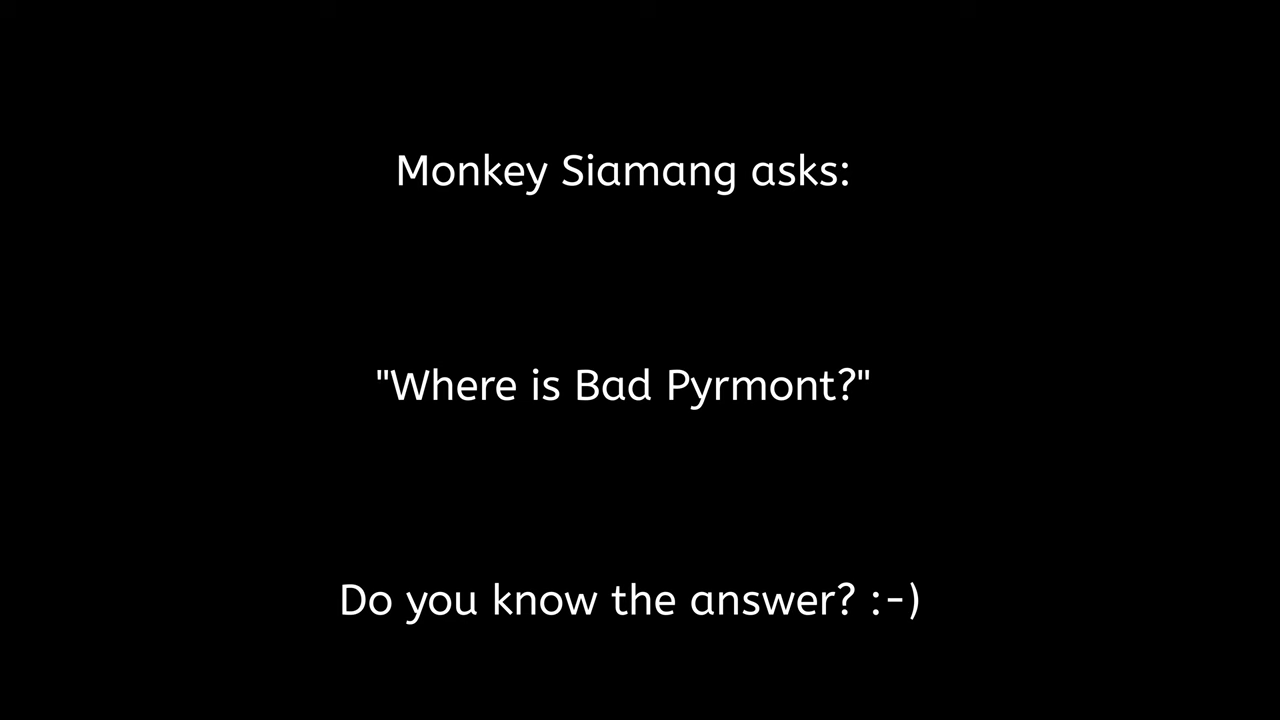 Monkey Siamang asks:
"Where is Bad Pyrmont?"
Do you know the answer? :-)